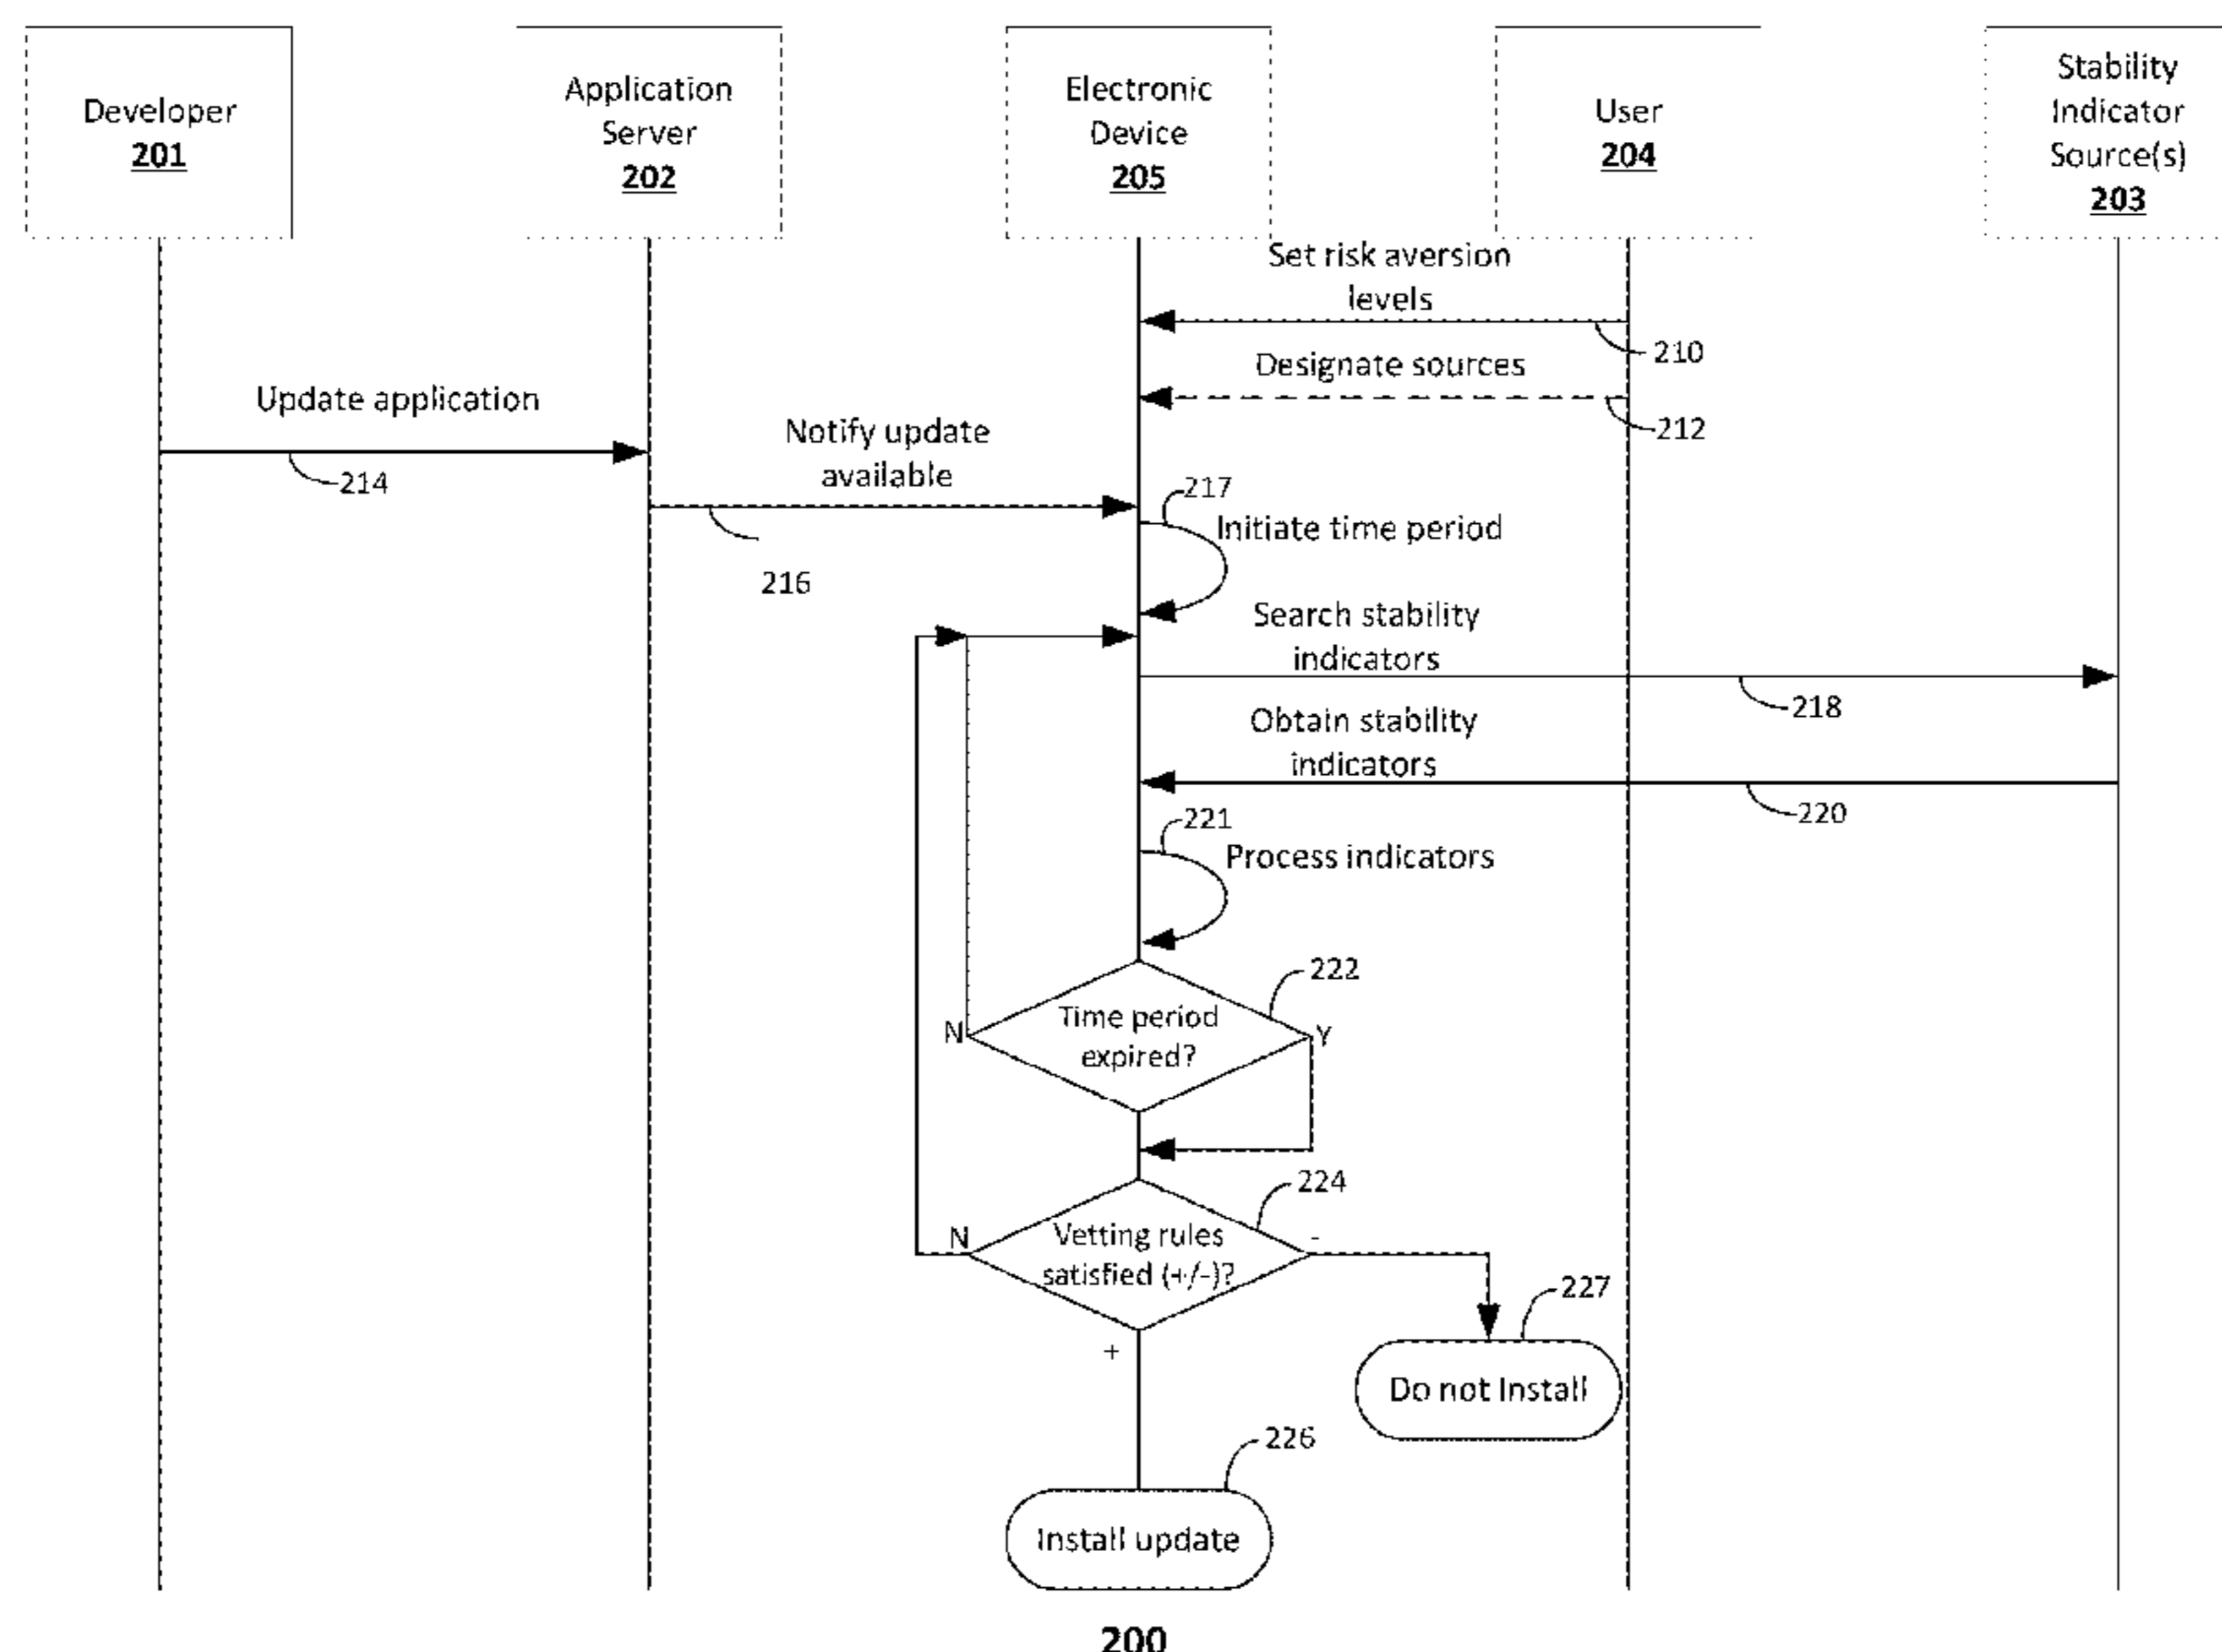 Developer
201
Application
Server
202
Electronic
Device
205
User
204
Stability
Indicator
Source(s)
203
Set risk aversion
levels
210
Designate sources
212
Update application
214
Notify update
available
216
217
Initiate time period
Search stability
indicators
218
Obtain stability
indicators
220
221
Process indicators
222
Time period
expired?
N
Y
224
Vetting rules
satisfied (+/-)?
N
-
+
227
Do not Install
226
Install update
200